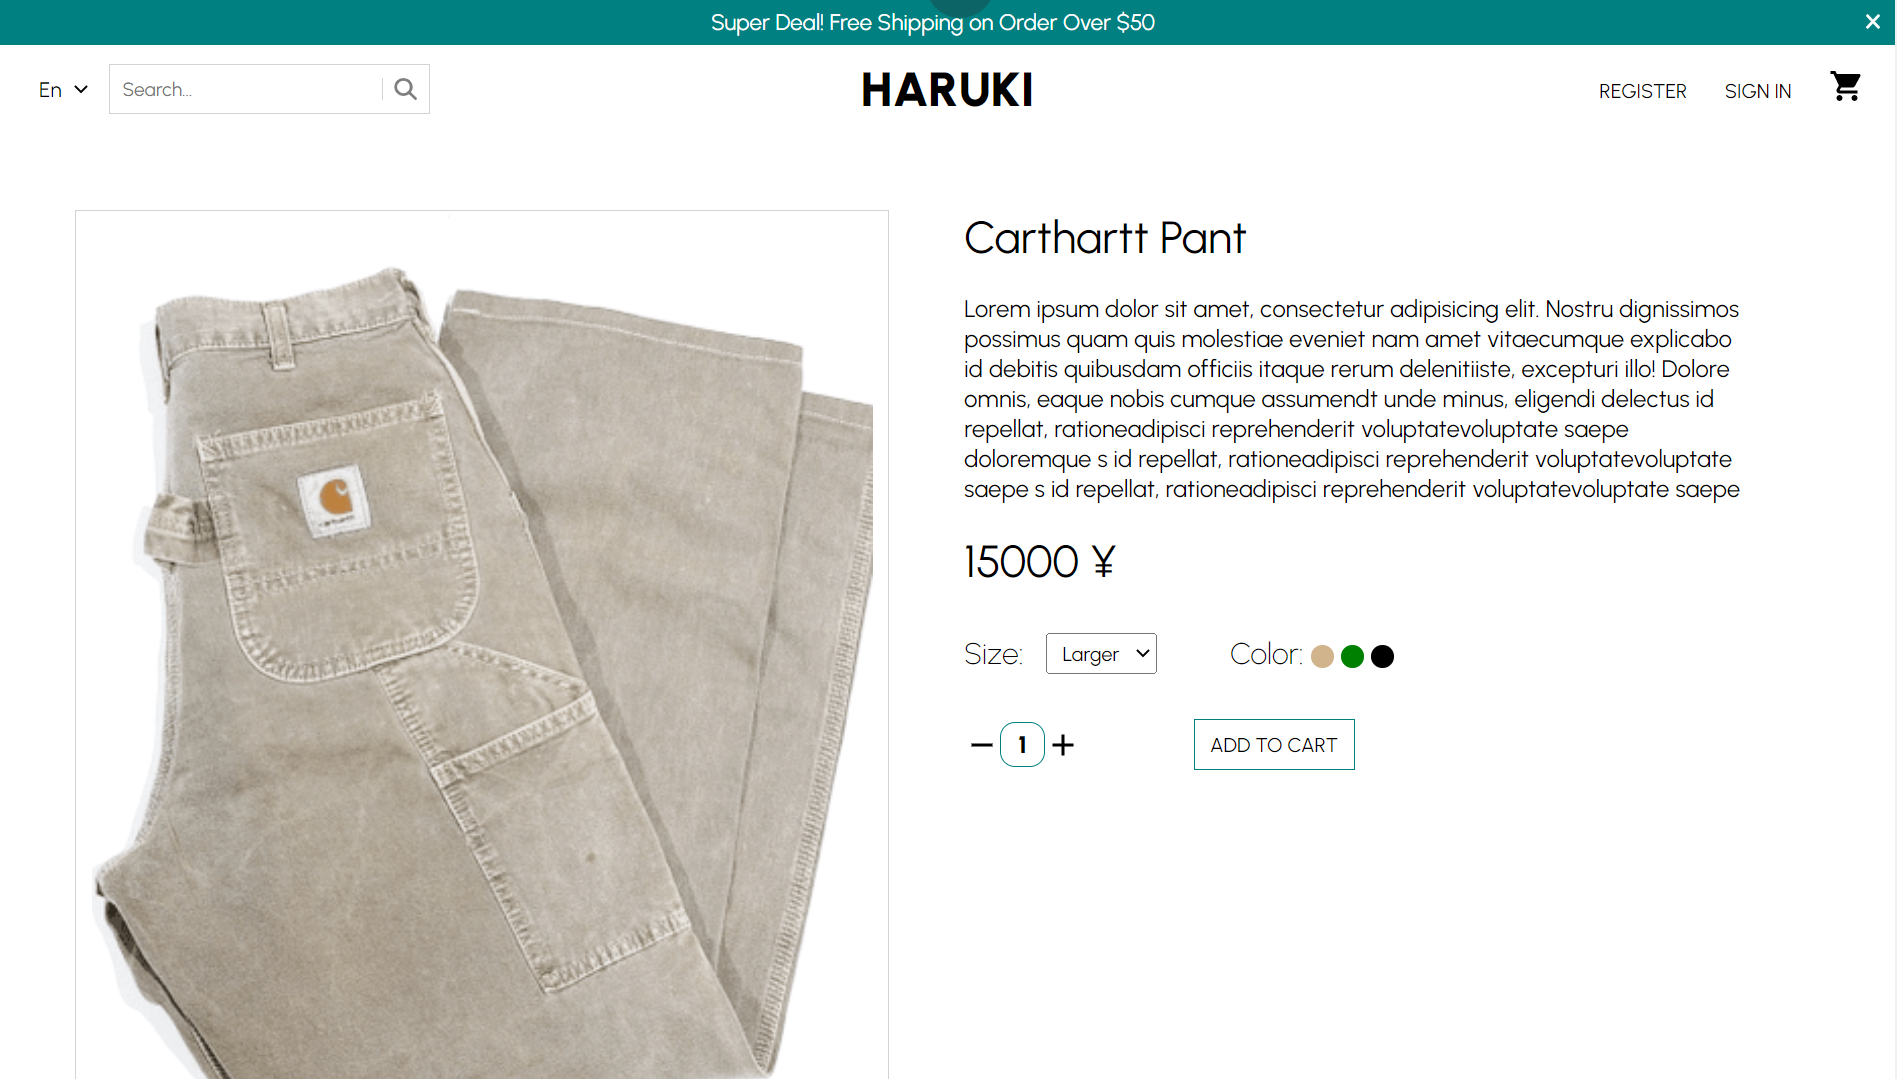 Super Deal! Free Shipping on Order Over $50
En
Search...
HARUKI
REGISTER
SIGN IN
Carthartt Pant
Lorem ipsum dolor sit amet, consectetur adipisicing elit. Nostru dignissimos
possimus quam quis molestiae eveniet nam amet vitaecumque explicabo
id debitis quibusdam officiis itaque rerum delenitiiste, excepturi illo! Dolore
omnis, eaque nobis cumque assumendt unde minus, eligendi delectus id
repellat, rationeadipisci reprehenderit voluptatevoluptate saepe
doloremque s id repellat, rationeadipisci reprehenderit voluptatevoluptate
saepe s id repellat, rationeadipisci reprehenderit voluptatevoluptate saepe
15000 ¥
Size:
Larger
Color:
1
ADD TO CART